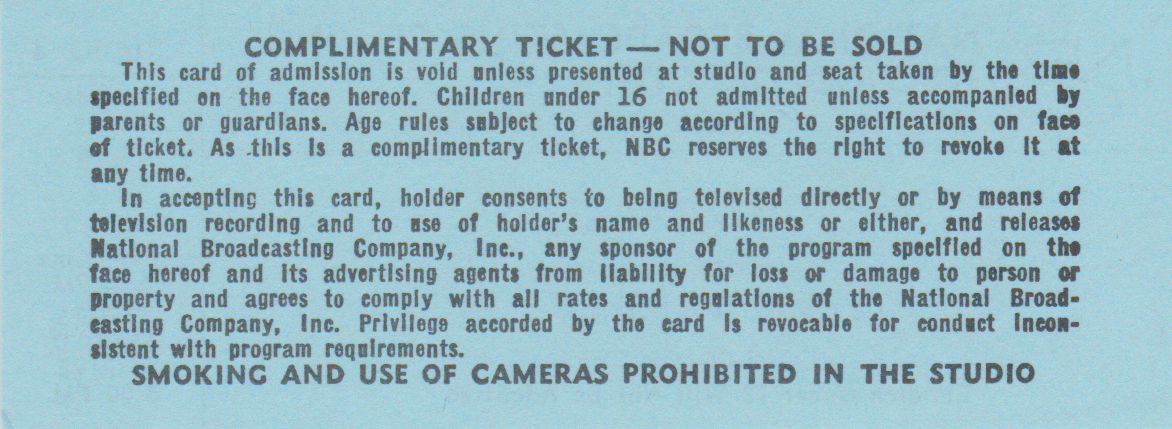 COMPLIMENTARY TICKET — NOT TO BE SOLD
This card of admission is void unless presented at studio and seat taken by the time
specified on the face hereof. Children under 16 not admitted unless accompanied by
parents or guardians. Age rules subject to change according to specifications on face
of ticket. As this is a complimentary ticket, NBC reserves the right to revoke it at
any time.
In accepting this card, holder consents to being televised directly or by means of
television recording and to use of holder's name and likeness or either, and releases
National Broadcasting Company, Inc., any sponsor of the program specified on the
face hereof and its advertising agents from liability for loss or damage to person or
property and agrees to comply with all rates and regulations of the National Broad-
casting Company, Inc. Privilege accorded by the card is revocable for conduct incon-
sistent with program requirements.
SMOKING AND USE OF CAMERAS PROHIBITED IN THE STUDIO